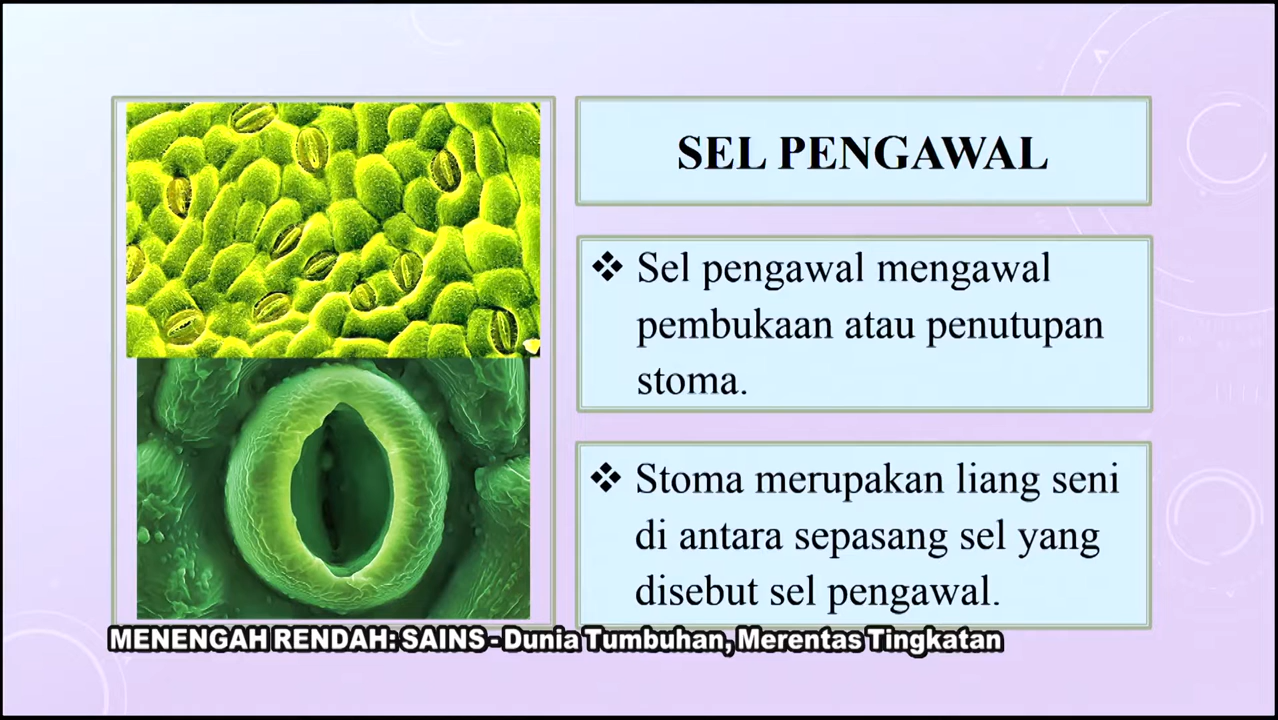 SEL PENGAWAL
❖ Sel pengawal mengawal
pembukaan atau penutupan
stoma.
❖ Stoma merupakan liang seni
di antara sepasang sel yang
disebut sel pengawal.
MENENGAH RENDAH: SAINS - Dunia Tumbuhan, Merentas Tingkatan